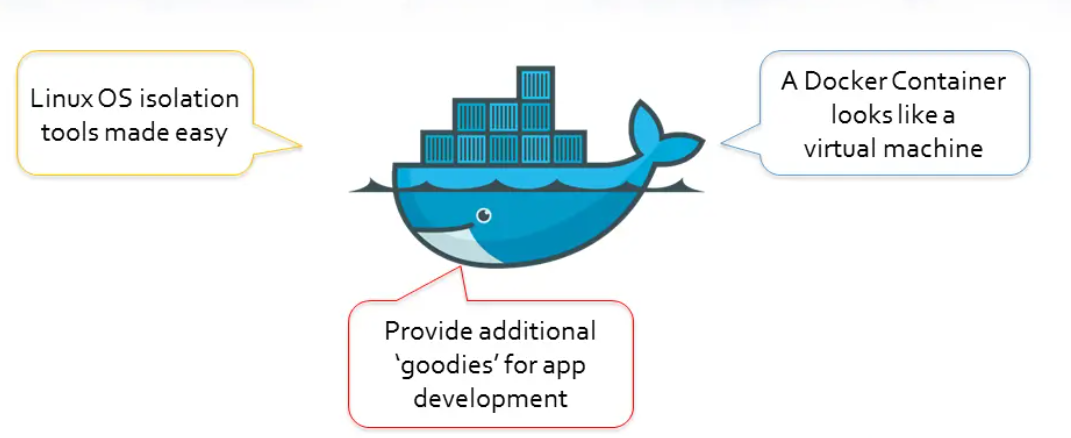 Linux OS isolation
tools made easy
A Docker Container
looks like a
virtual machine
Provide additional
‘goodies’ for app
development